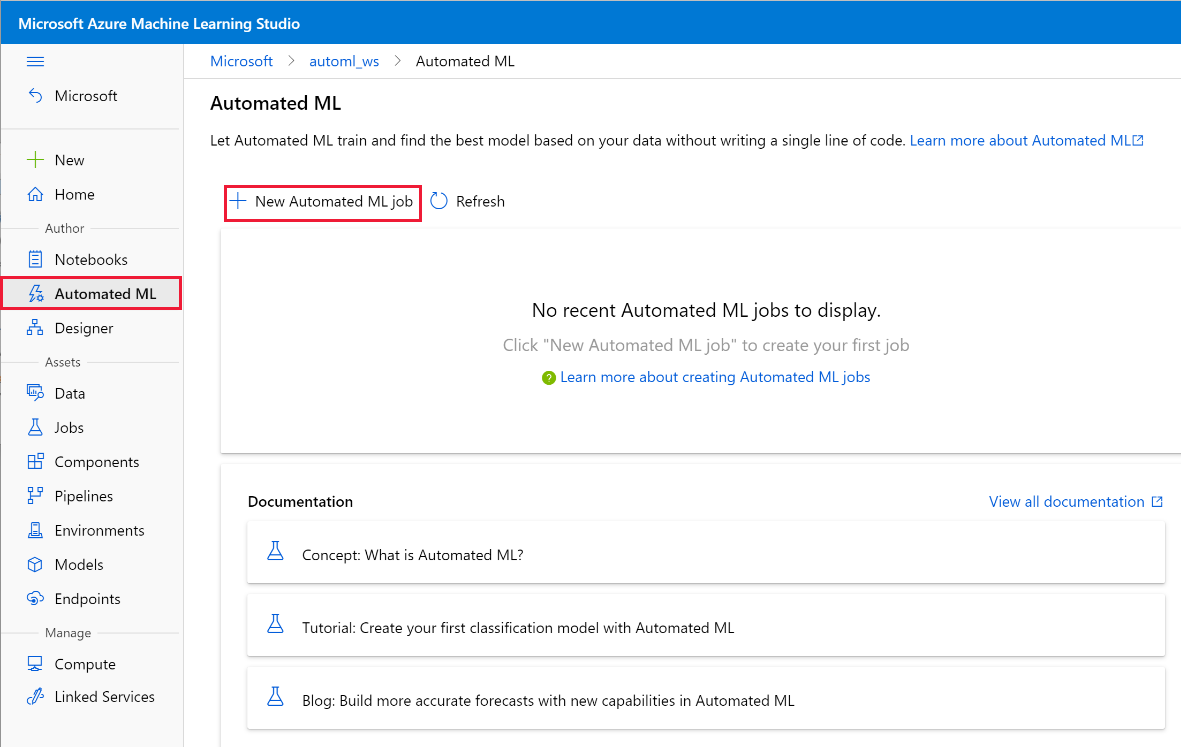 Microsoft Azure Machine Learning Studio
Microsoft
New
Home
Author
Notebooks
Automated ML
Designer
Assets
Data
Jobs
Components
Pipelines
Environments
Models
Endpoints
Manage
Compute
Linked Services
Microsoft > automl_ws > Automated ML
Automated ML
Let Automated ML train and find the best model based on your data without writing a single line of code. Learn more about Automated ML
New Automated ML job Refresh
No recent Automated ML jobs to display.
Click "New Automated ML job" to create your first job
? Learn more about creating Automated ML jobs
Documentation View all documentation
Concept: What is Automated ML?
Tutorial: Create your first classification model with Automated ML
Blog: Build more accurate forecasts with new capabilities in Automated ML